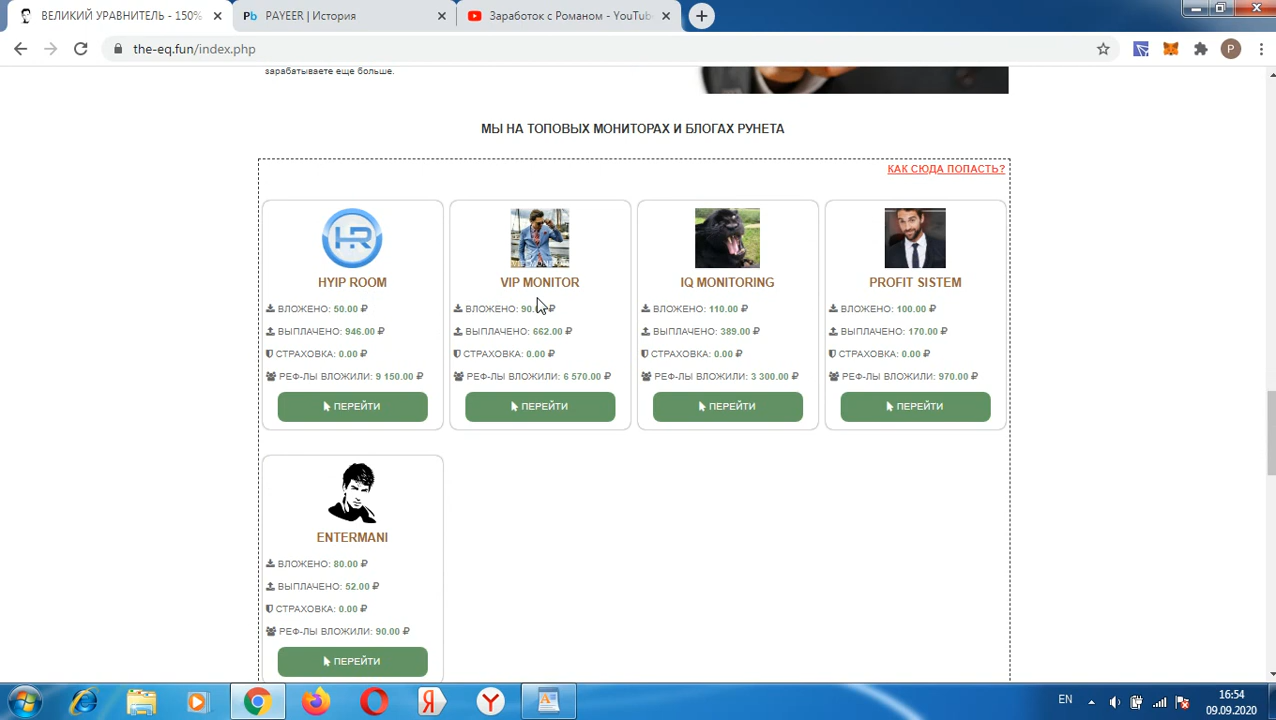 ВЕЛИКИЙ УРАВНИТЕЛЬ - 150%
PAYEER | История
Заработок с Романом - YouTube
the-eq.fun/index.php
P
зарабатываете еще больше.
МЫ НА ТОПОВЫХ МОНИТОРАХ И БЛОГАХ РУНЕТА
КАК СЮДА ПОПАСТЬ?
HYIP ROOM
ВЛОЖЕНО: 50.00 ₽
ВЫПЛАЧЕНО: 946.00 ₽
СТРАХОВКА: 0.00 ₽
РЕФ-ЛЫ ВЛОЖИЛИ: 9 150.00 ₽
ПЕРЕЙТИ
VIP MONITOR
ВЛОЖЕНО: 90. ₽
ВЫПЛАЧЕНО: 662.00 ₽
СТРАХОВКА: 0.00 ₽
РЕФ-ЛЫ ВЛОЖИЛИ: 6 570.00 ₽
ПЕРЕЙТИ
IQ MONITORING
ВЛОЖЕНО: 110.00 ₽
ВЫПЛАЧЕНО: 389.00 ₽
СТРАХОВКА: 0.00 ₽
РЕФ-ЛЫ ВЛОЖИЛИ: 3 300.00 ₽
ПЕРЕЙТИ
PROFIT SISTEM
ВЛОЖЕНО: 100.00 ₽
ВЫПЛАЧЕНО: 170.00 ₽
СТРАХОВКА: 0.00 ₽
РЕФ-ЛЫ ВЛОЖИЛИ: 970.00 ₽
ПЕРЕЙТИ
ENTERMANI
ВЛОЖЕНО: 80.00 ₽
ВЫПЛАЧЕНО: 52.00 ₽
СТРАХОВКА: 0.00 ₽
РЕФ-ЛЫ ВЛОЖИЛИ: 90.00 ₽
ПЕРЕЙТИ
EN
16:54
09.09.2020